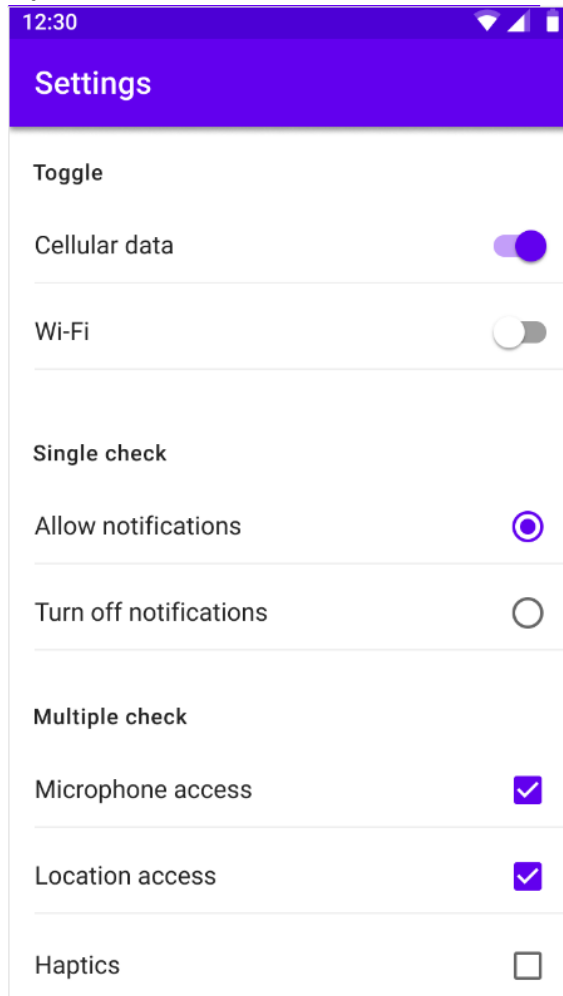 12:30
Settings
Toggle
Cellular data
Wi-Fi
Single check
Allow notifications
Turn off notifications
Multiple check
Microphone access
Location access
Haptics